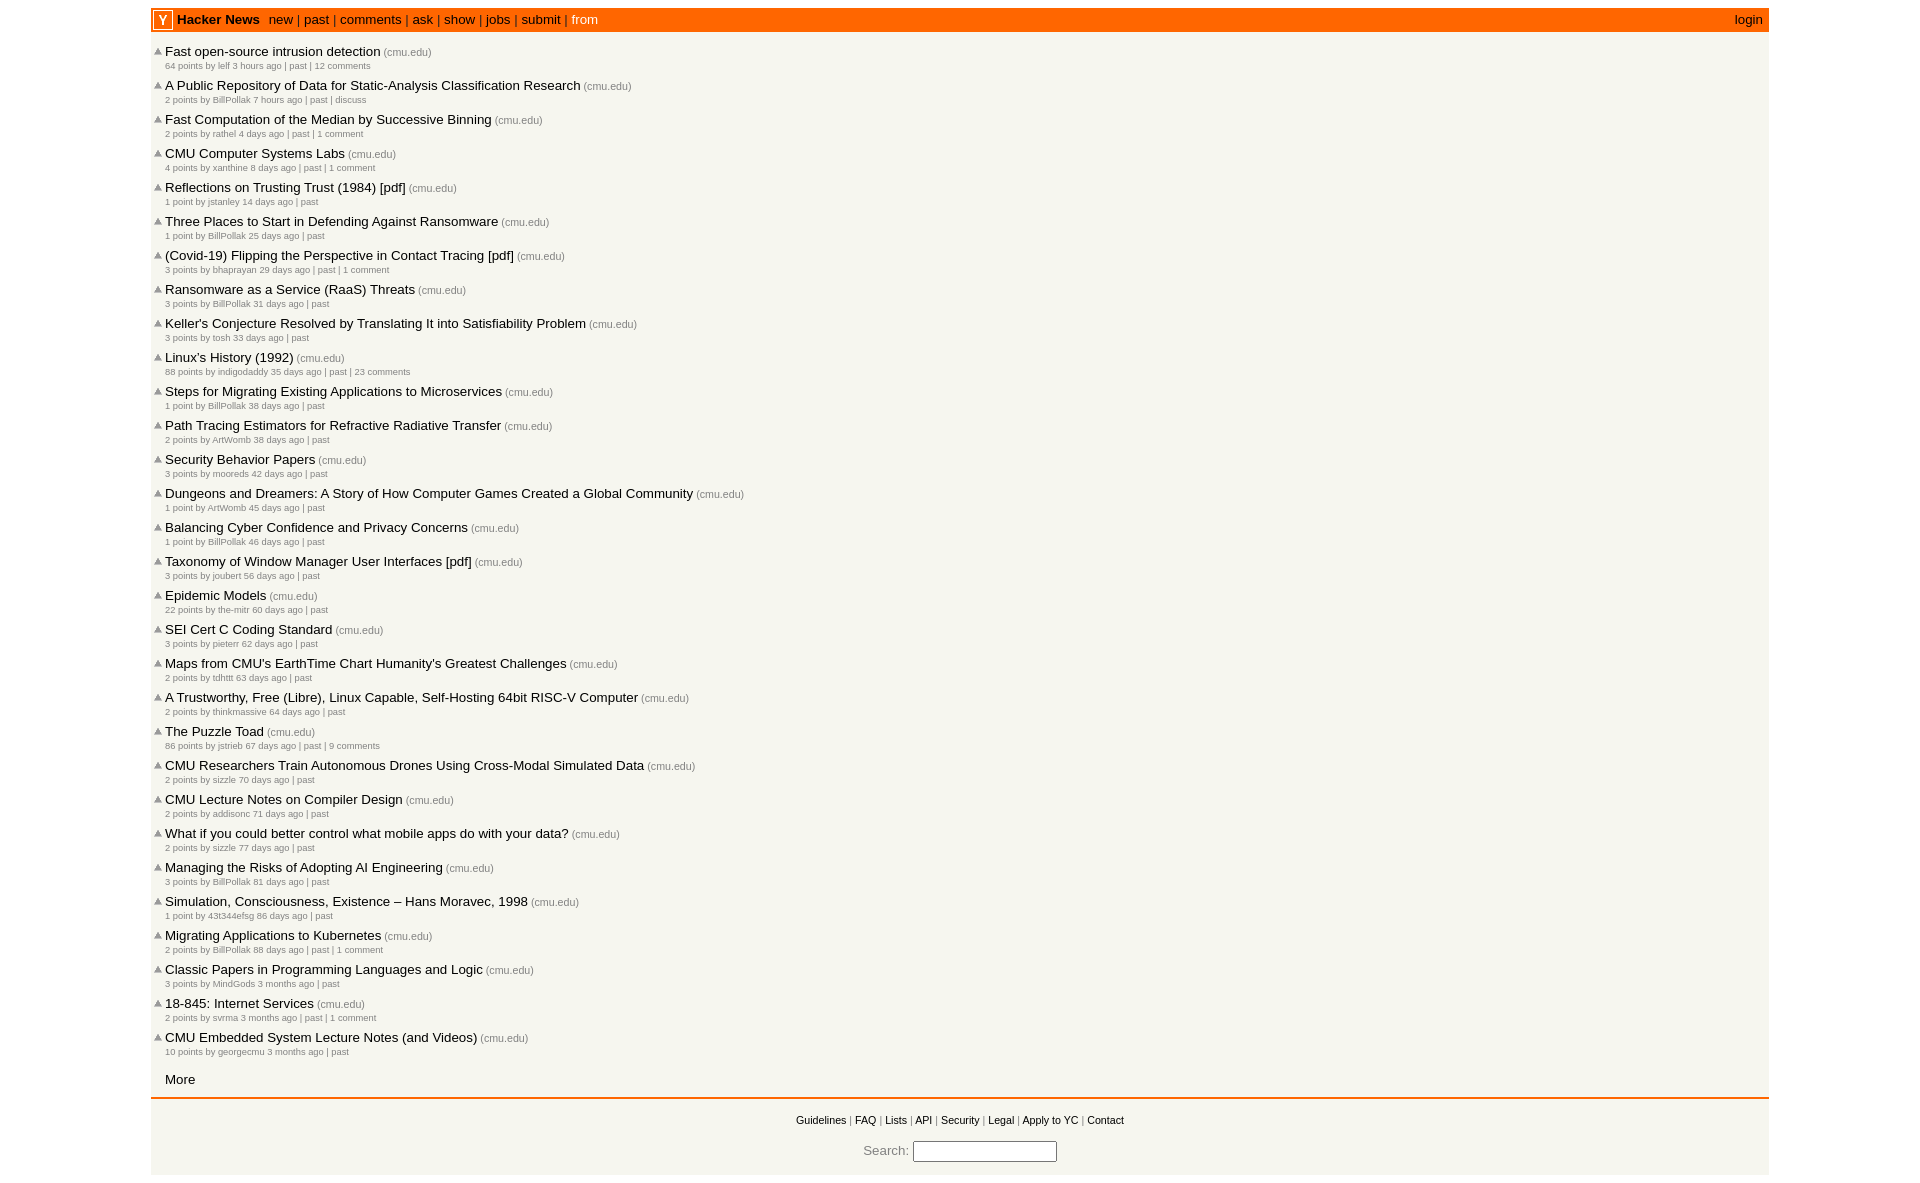 Y Hacker News new | past | comments | ask | show | jobs | submit | from login
Fast open-source intrusion detection (cmu.edu)
64 points by lelf 3 hours ago | past | 12 comments
A Public Repository of Data for Static-Analysis Classification Research (cmu.edu)
2 points by BillPollak 7 hours ago | past | discuss
Fast Computation of the Median by Successive Binning (cmu.edu)
2 points by rathel 4 days ago | past | 1 comment
CMU Computer Systems Labs (cmu.edu)
4 points by xanthine 8 days ago | past | 1 comment
Reflections on Trusting Trust (1984) [pdf] (cmu.edu)
1 point by jstanley 14 days ago | past
Three Places to Start in Defending Against Ransomware (cmu.edu)
1 point by BillPollak 25 days ago | past
(Covid-19) Flipping the Perspective in Contact Tracing [pdf] (cmu.edu)
3 points by bhaprayan 29 days ago | past | 1 comment
Ransomware as a Service (RaaS) Threats (cmu.edu)
3 points by BillPollak 31 days ago | past
Keller's Conjecture Resolved by Translating It into Satisfiability Problem (cmu.edu)
3 points by tosh 33 days ago | past
Linux’s History (1992) (cmu.edu)
88 points by indigodaddy 35 days ago | past | 23 comments
Steps for Migrating Existing Applications to Microservices (cmu.edu)
1 point by BillPollak 38 days ago | past
Path Tracing Estimators for Refractive Radiative Transfer (cmu.edu)
2 points by ArtWomb 38 days ago | past
Security Behavior Papers (cmu.edu)
3 points by mooreds 42 days ago | past
Dungeons and Dreamers: A Story of How Computer Games Created a Global Community (cmu.edu)
1 point by ArtWomb 45 days ago | past
Balancing Cyber Confidence and Privacy Concerns (cmu.edu)
1 point by BillPollak 46 days ago | past
Taxonomy of Window Manager User Interfaces [pdf] (cmu.edu)
3 points by joubert 56 days ago | past
Epidemic Models (cmu.edu)
22 points by the-mitr 60 days ago | past
SEI Cert C Coding Standard (cmu.edu)
3 points by pieterr 62 days ago | past
Maps from CMU's EarthTime Chart Humanity's Greatest Challenges (cmu.edu)
2 points by tdhttt 63 days ago | past
A Trustworthy, Free (Libre), Linux Capable, Self-Hosting 64bit RISC-V Computer (cmu.edu)
2 points by thinkmassive 64 days ago | past
The Puzzle Toad (cmu.edu)
86 points by jstrieb 67 days ago | past | 9 comments
CMU Researchers Train Autonomous Drones Using Cross-Modal Simulated Data (cmu.edu)
2 points by sizzle 70 days ago | past
CMU Lecture Notes on Compiler Design (cmu.edu)
2 points by addisonc 71 days ago | past
What if you could better control what mobile apps do with your data? (cmu.edu)
2 points by sizzle 77 days ago | past
Managing the Risks of Adopting AI Engineering (cmu.edu)
3 points by BillPollak 81 days ago | past
Simulation, Consciousness, Existence – Hans Moravec, 1998 (cmu.edu)
1 point by 43t344efsg 86 days ago | past
Migrating Applications to Kubernetes (cmu.edu)
2 points by BillPollak 88 days ago | past | 1 comment
Classic Papers in Programming Languages and Logic (cmu.edu)
3 points by MindGods 3 months ago | past
18-845: Internet Services (cmu.edu)
2 points by svrma 3 months ago | past | 1 comment
CMU Embedded System Lecture Notes (and Videos) (cmu.edu)
10 points by georgecmu 3 months ago | past
More
Guidelines | FAQ | Lists | API | Security | Legal | Apply to YC | Contact
Search: